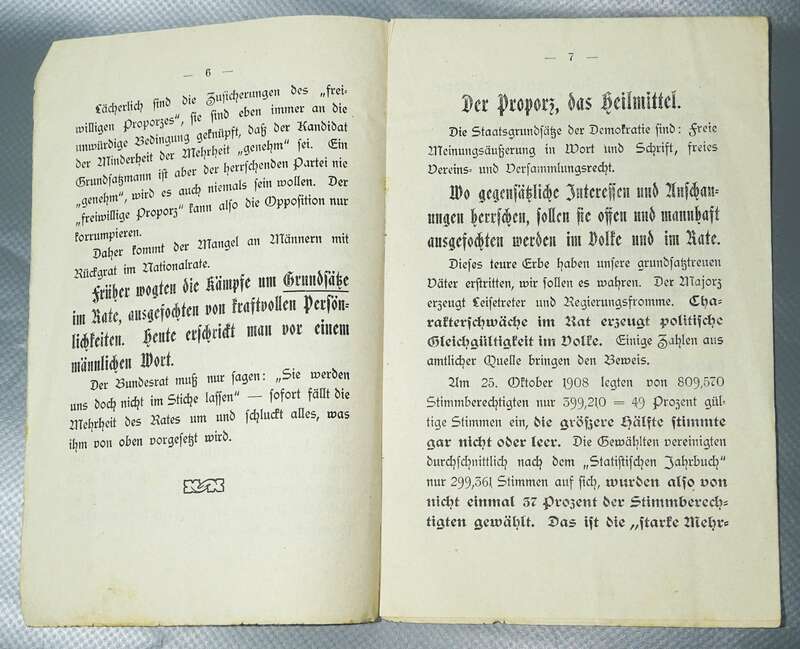 — 6 —
Lächerlich sind die Zusicherungen des „frei-
willigen Proporzes", sie sind eben immer an die
unwürdige Bedingung geknüpft, daß der Kandidat
der Minderheit der Mehrheit „genehm" sei. Ein
Grundsatzmann ist aber der herrschenden Partei nie
„genehm", wird es auch niemals sein wollen. Der
„freiwillige Proporz" kann also die Opposition nur
korrumpieren.
Daher kommt der Mangel an Männern mit
Rückgrat im Nationalrate.
Früher wogten die Kämpfe um Grundsätze
im Rate, ausgefochten von kraftvollen Persön-
lichkeiten. Heute erschrickt man vor einem
männlichen Wort.
Der Bundesrat muß nur sagen: „Sie werden
uns doch nicht im Stiche lassen" — sofort fällt die
Mehrheit des Rates um und schluckt alles, was
ihm von oben vorgesetzt wird.
— 7 —
Der Proporz, das Heilmittel.
Die Staatsgrundsätze der Demokratie sind: Freie
Meinungsäußerung in Wort und Schrift, freies
Vereins- und Versammlungsrecht.
Wo gegensätzliche Interessen und Anschau-
ungen herrschen, sollen sie offen und mannhaft
ausgefochten werden im Volke und im Rate.
Dieses teure Erbe haben unsere grundsatztreuen
Väter erstritten, wir sollen es wahren. Der Majorz
erzeugt Leisetreter und Regierungsfromme. Cha-
rakterschwäche im Rat erzeugt politische
Gleichgültigkeit im Volke. Einige Zahlen aus
amtlicher Quelle bringen den Beweis.
Um 25. Oktober 1908 legten von 809,570
Stimmberechtigten nur 399,210 = 49 Prozent gül-
tige Stimmen ein, die größere Hälfte stimmte
gar nicht oder leer. Die Gewählten vereinigten
durchschnittlich nach dem „Statistischen Jahrbuch"
nur 299,361 Stimmen auf sich, wurden also von
nicht einmal 37 Prozent der Stimmberech-
tigten gewählt. Das ist die „starke Mehr-